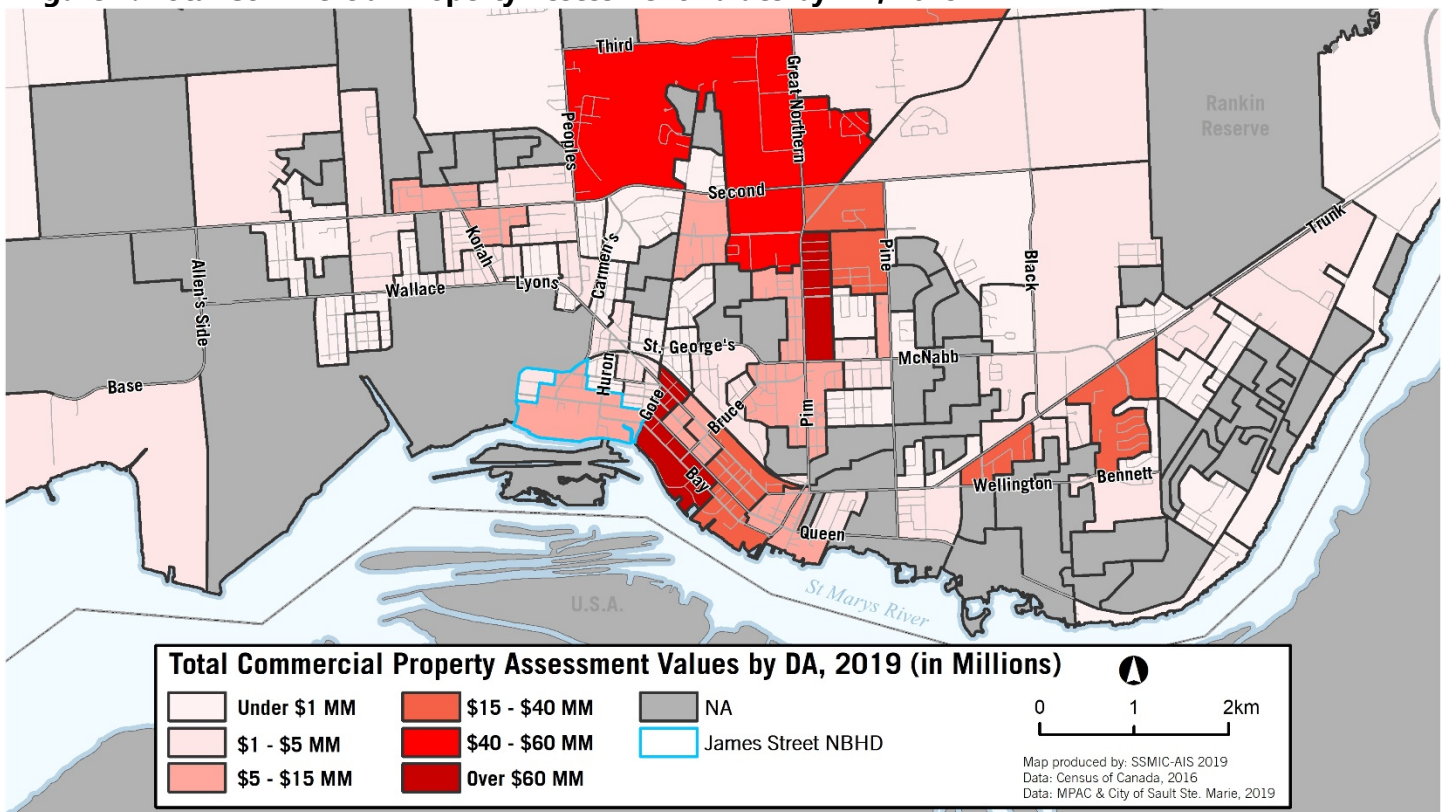 Third
Great Northern
Peoples
Rankin
Reserve
Second
Trunk
Korah
Carmen's
Pine
Black
Allen's Side
Wallace
Lyons
St. George's
McNabb
Base
Huron
Gore
Bruce
Pim
Bay
Wellington
Bennett
Queen
St Marys River
U.S.A.
Total Commercial Property Assessment Values by DA, 2019 (in Millions)
Under $1 MM
$1 - $5 MM
$5 - $15 MM
$15 - $40 MM
$40 - $60 MM
Over $60 MM
NA
James Street NBHD
0 1 2km
Map produced by: SSMIC-AIS 2019
Data: Census of Canada, 2016
Data: MPAC & City of Sault Ste. Marie, 2019